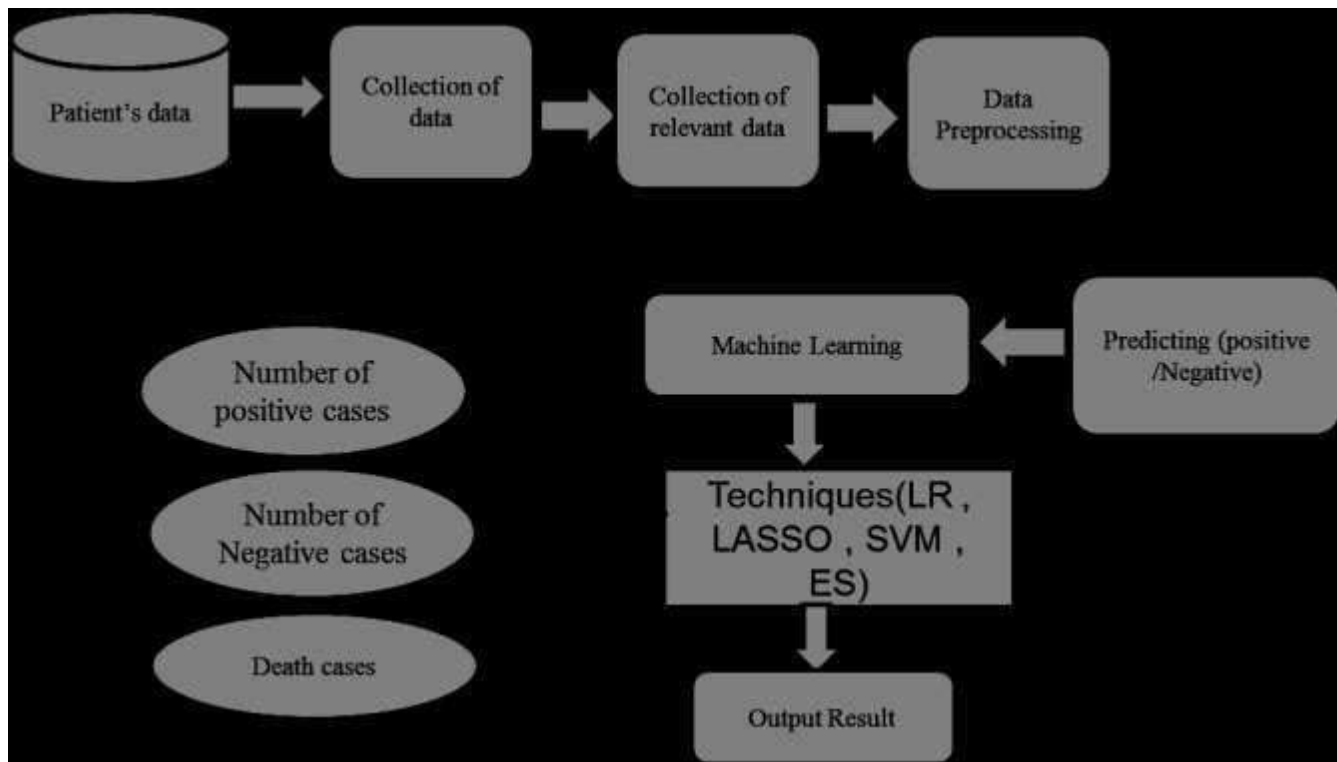 Patient's data
Collection of
data
Collection of
relevant data
Data
Preprocessing
Machine Learning
Predicting (positive
/Negative)
Number of
positive cases
Techniques(LR ,
LASSO , SVM ,
ES)
Number of
Negative cases
Death cases
Output Result